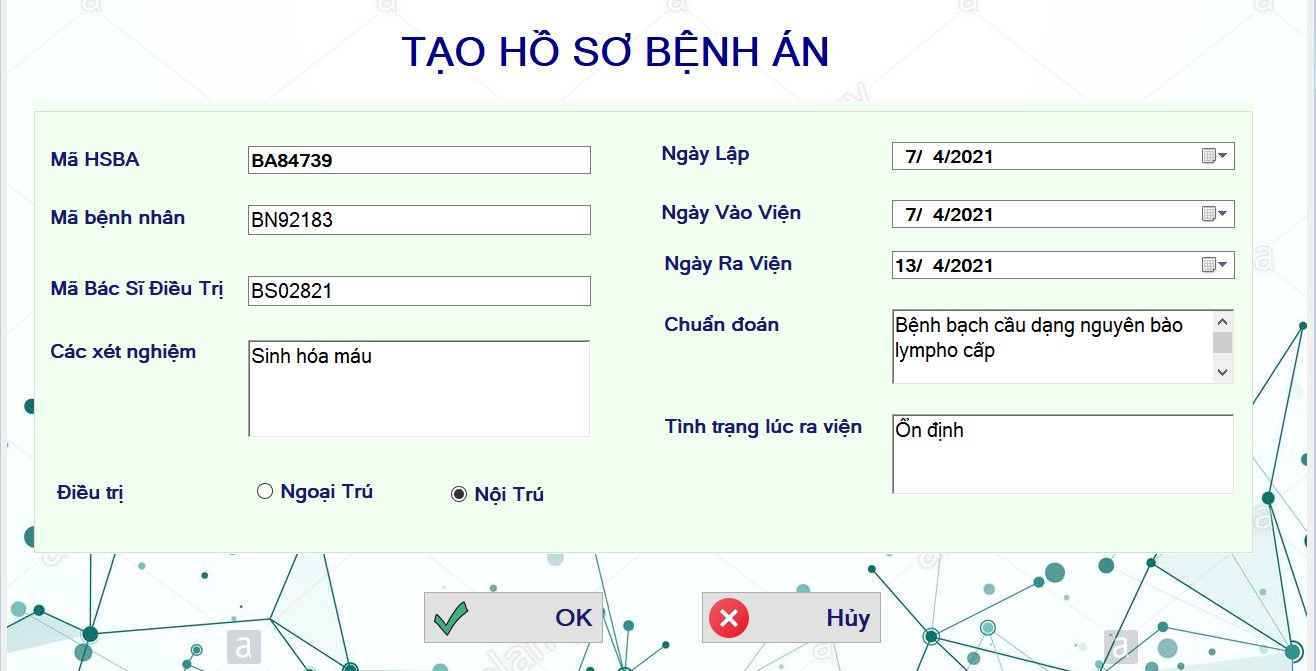 TẠO HỒ SƠ BỆNH ÁN
Mã HSBA
BA84739
Mã bệnh nhân
BN92183
Mã Bác Sĩ Điều Trị
BS02821
Các xét nghiệm
Sinh hóa máu
Điều trị
Ngoại Trú
Nội Trú
Ngày Lập
7/ 4/2021
Ngày Vào Viện
7/ 4/2021
Ngày Ra Viện
13/ 4/2021
Chuẩn đoán
Bệnh bạch cầu dạng nguyên bào
lympho cấp
Tình trạng lúc ra viện
Ổn định
OK
Hủy
a
a